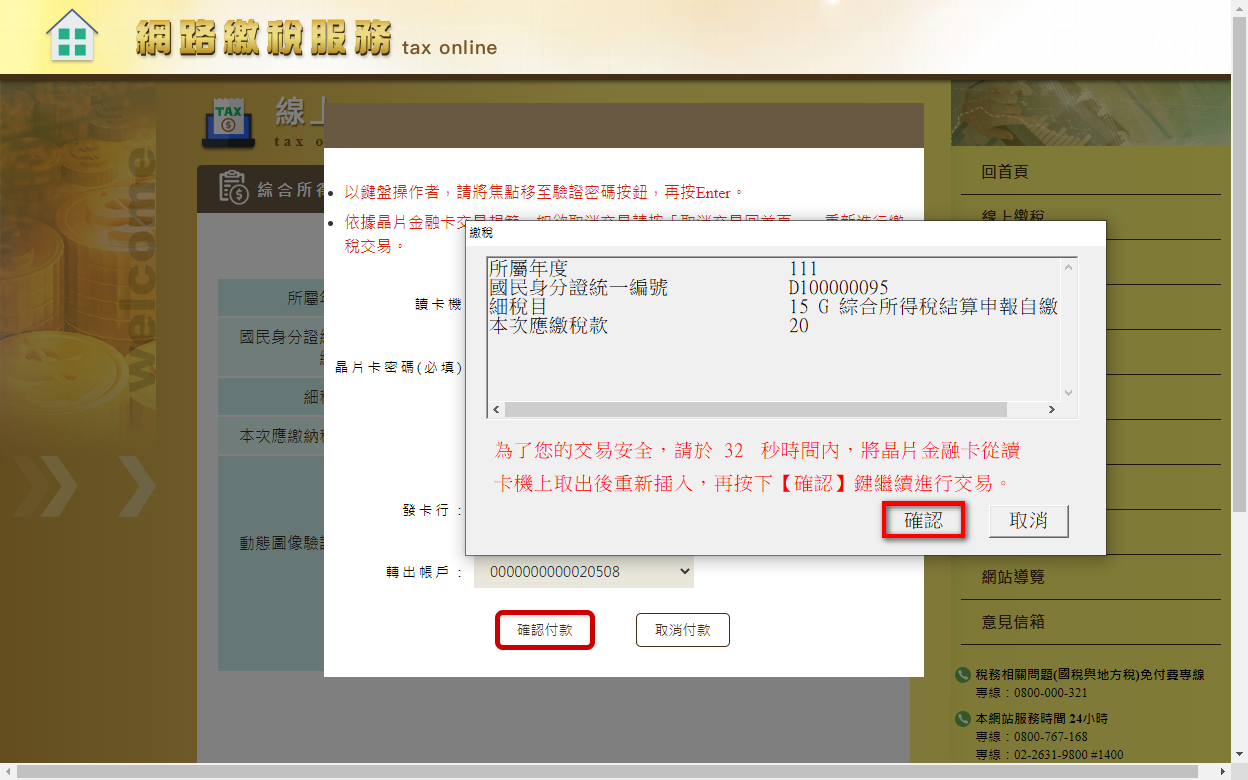 網路繳稅服務 tax online
welcome
線上
TAX
tax o
綜合所得
所屬年
國民身分證統
細稅
本次應繳納稅
動態圖像驗證
以鍵盤操作者，請將焦點移至驗證密碼按鈕，再按Enter。
依據晶片金融卡交易規範，如欲取消交易請按「取消交易回首頁」，重新進行繳
稅交易。
讀卡機
晶片卡密碼(必填)
發卡行：
轉出帳戶：
0000000000020508
確認付款
取消付款
繳稅
所屬年度 111
國民身分證統一編號 D100000095
細稅目 15 G 綜合所得稅結算申報自繳
本次應繳稅款 20
為了您的交易安全，請於 32 秒時間內，將晶片金融卡從讀
卡機上取出後重新插入，再按下【確認】鍵繼續進行交易。
確認
取消
回首頁
線上繳稅
網站導覽
意見信箱
稅務相關問題(國稅與地方稅)免付費專線
專線：0800-000-321
本網站服務時間 24小時
專線：0800-767-168
專線：02-2631-9800 #1400